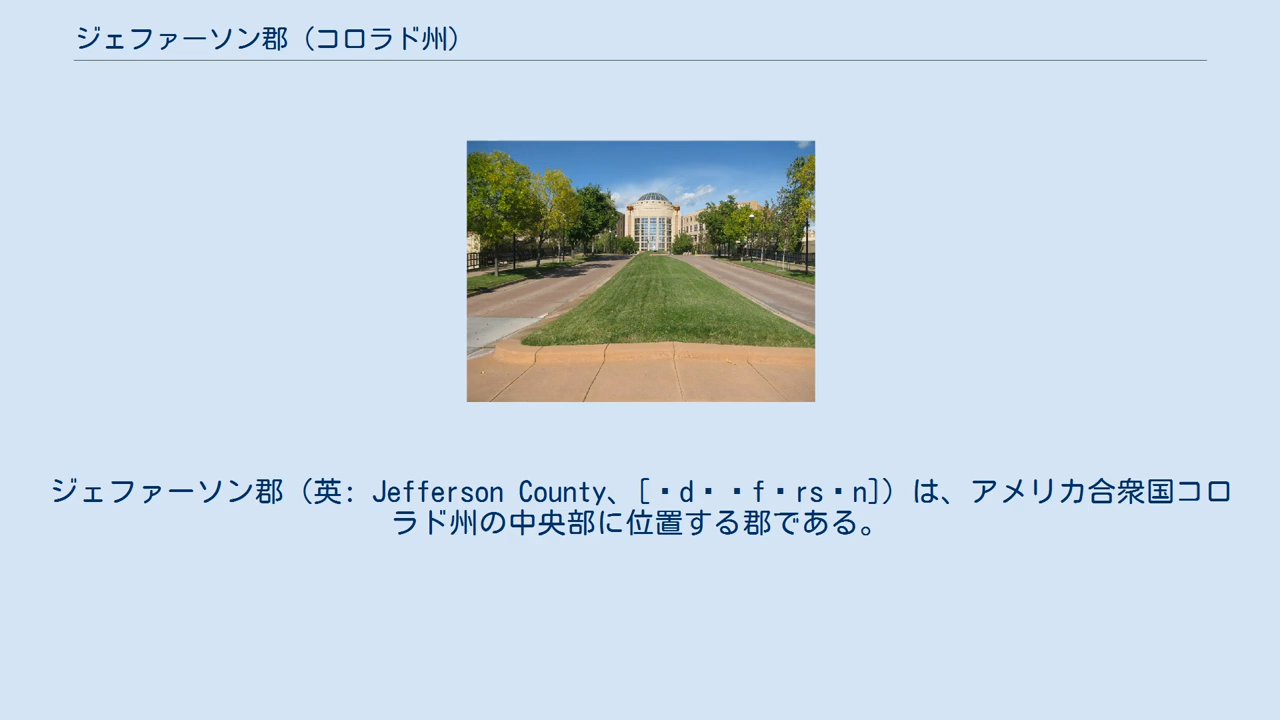 ジェファーソン郡（コロラド州）
ジェファーソン郡（英: Jefferson County、[・d・・f・rs・n]）は、アメリカ合衆国コロ
ラド州の中央部に位置する郡である。